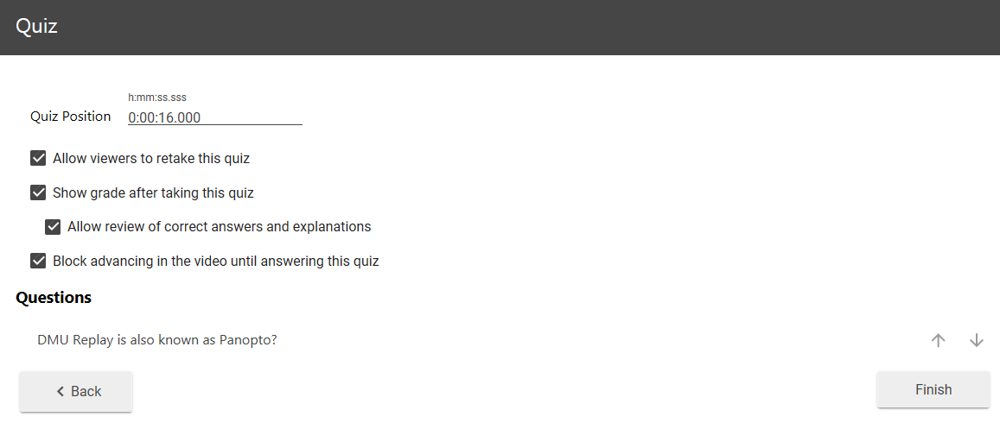 Quiz
h:mm:ss.sss
Quiz Position 0:00:16.000
Allow viewers to retake this quiz
Show grade after taking this quiz
Allow review of correct answers and explanations
Block advancing in the video until answering this quiz
Questions
DMU Replay is also known as Panopto?
Back
Finish